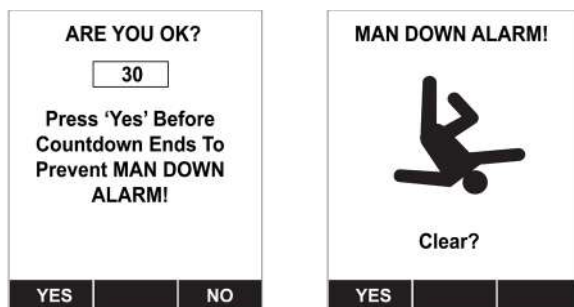 ARE YOU OK?
30
Press ‘Yes’ Before
Countdown Ends To
Prevent MAN DOWN
ALARM!
YES
NO
MAN DOWN ALARM!
Clear?
YES